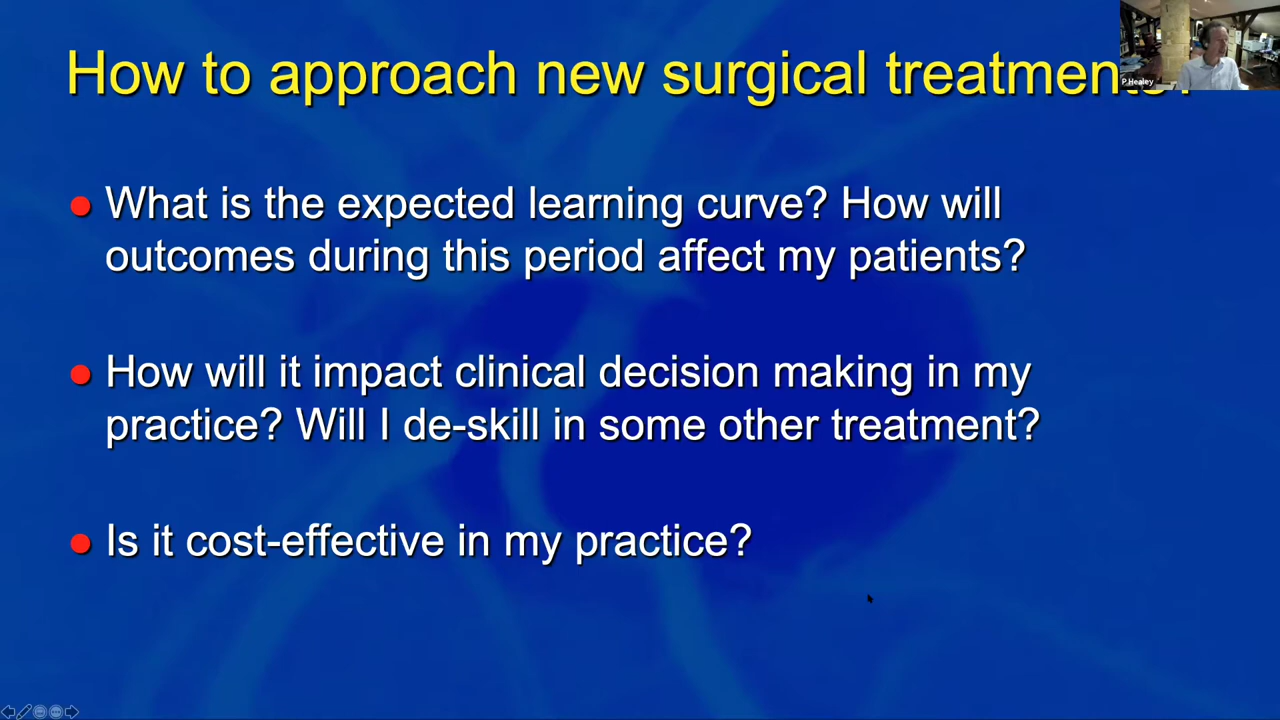 How to approach new surgical treatments?
P Healey
What is the expected learning curve? How will
outcomes during this period affect my patients?
How will it impact clinical decision making in my
practice? Will I de-skill in some other treatment?
Is it cost-effective in my practice?